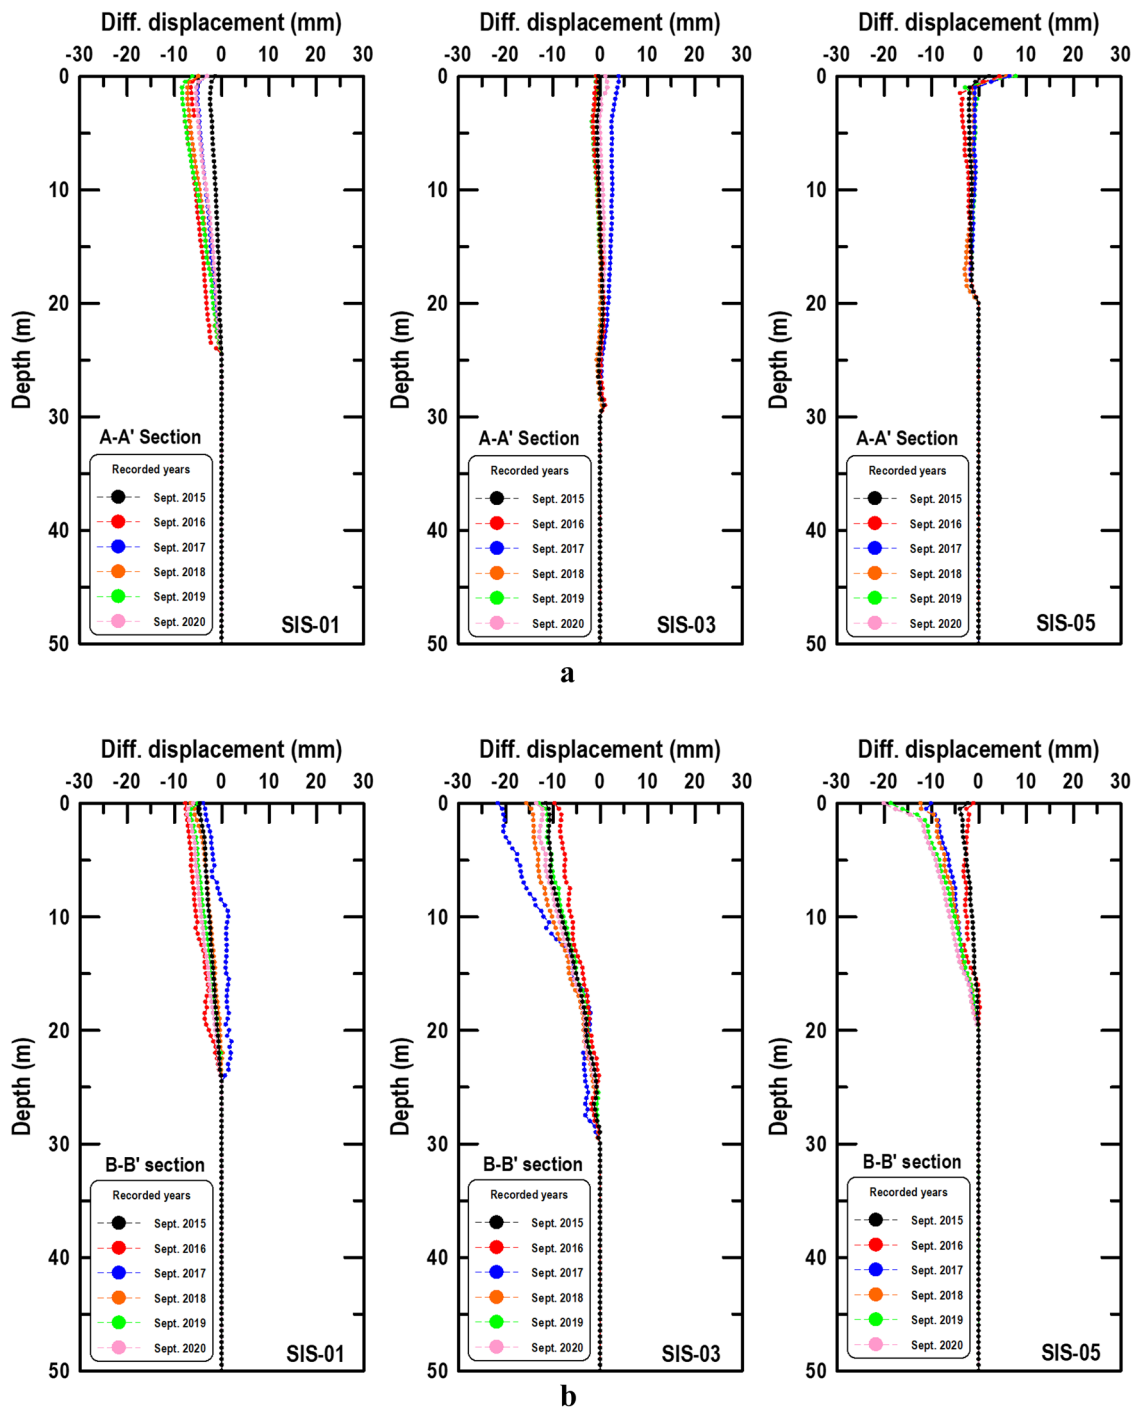 Diff. displacement (mm)
-30 -20 -10 0 10 20 30
0
10
20
30
40
50
Depth (m)
A-A' Section
Recorded years
Sept. 2015
Sept. 2016
Sept. 2017
Sept. 2018
Sept. 2019
Sept. 2020
SIS-01
Diff. displacement (mm)
-30 -20 -10 0 10 20 30
0
10
20
30
40
50
Depth (m)
A-A' Section
Recorded years
Sept. 2015
Sept. 2016
Sept. 2017
Sept. 2018
Sept. 2019
Sept. 2020
SIS-03
Diff. displacement (mm)
-30 -20 -10 0 10 20 30
0
10
20
30
40
50
Depth (m)
A-A' Section
Recorded years
Sept. 2015
Sept. 2016
Sept. 2017
Sept. 2018
Sept. 2019
Sept. 2020
SIS-05
a
Diff. displacement (mm)
-30 -20 -10 0 10 20 30
0
10
20
30
40
50
Depth (m)
B-B' section
Recorded years
Sept. 2015
Sept. 2016
Sept. 2017
Sept. 2018
Sept. 2019
Sept. 2020
SIS-01
Diff. displacement (mm)
-30 -20 -10 0 10 20 30
0
10
20
30
40
50
Depth (m)
B-B' section
Recorded years
Sept. 2015
Sept. 2016
Sept. 2017
Sept. 2018
Sept. 2019
Sept. 2020
SIS-03
Diff. displacement (mm)
-30 -20 -10 0 10 20 30
0
10
20
30
40
50
Depth (m)
B-B' section
Recorded years
Sept. 2015
Sept. 2016
Sept. 2017
Sept. 2018
Sept. 2019
Sept. 2020
SIS-05
b